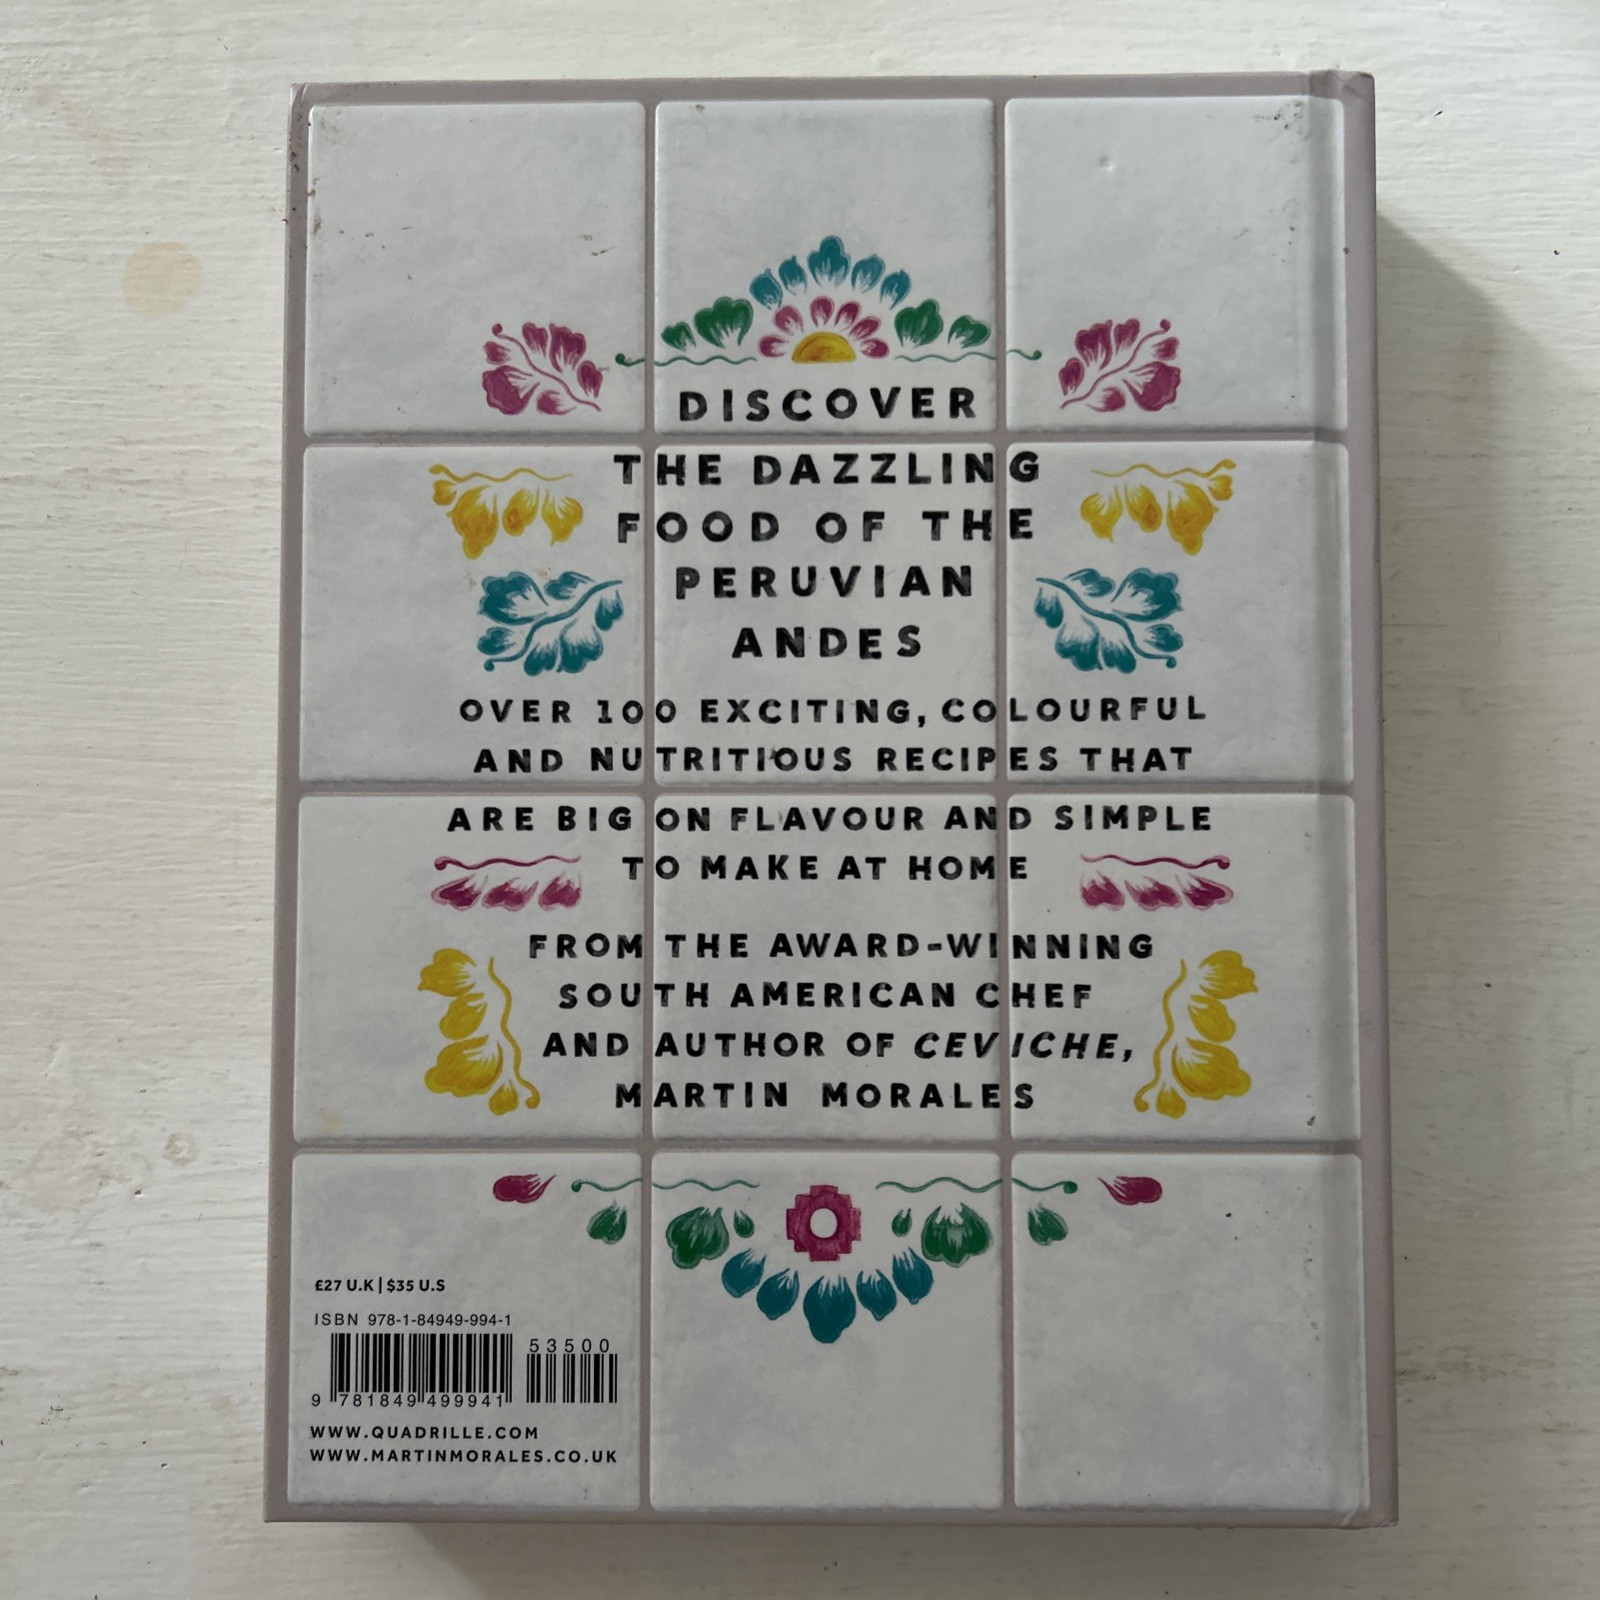 DISCOVER
THE DAZZLING
FOOD OF THE
PERUVIAN
ANDES
OVER 100 EXCITING, COLOURFUL
AND NUTRITIOUS RECIPES THAT
ARE BIG ON FLAVOUR AND SIMPLE
TO MAKE AT HOME
FROM THE AWARD-WINNING
SOUTH AMERICAN CHEF
AND AUTHOR OF CEVICHE,
MARTIN MORALES
£27 U.K | $35 U.S
ISBN 978-1-84949-994-1
53500
9 781849 499941
WWW.QUADRILLE.COM
WWW.MARTINMORALES.CO.UK